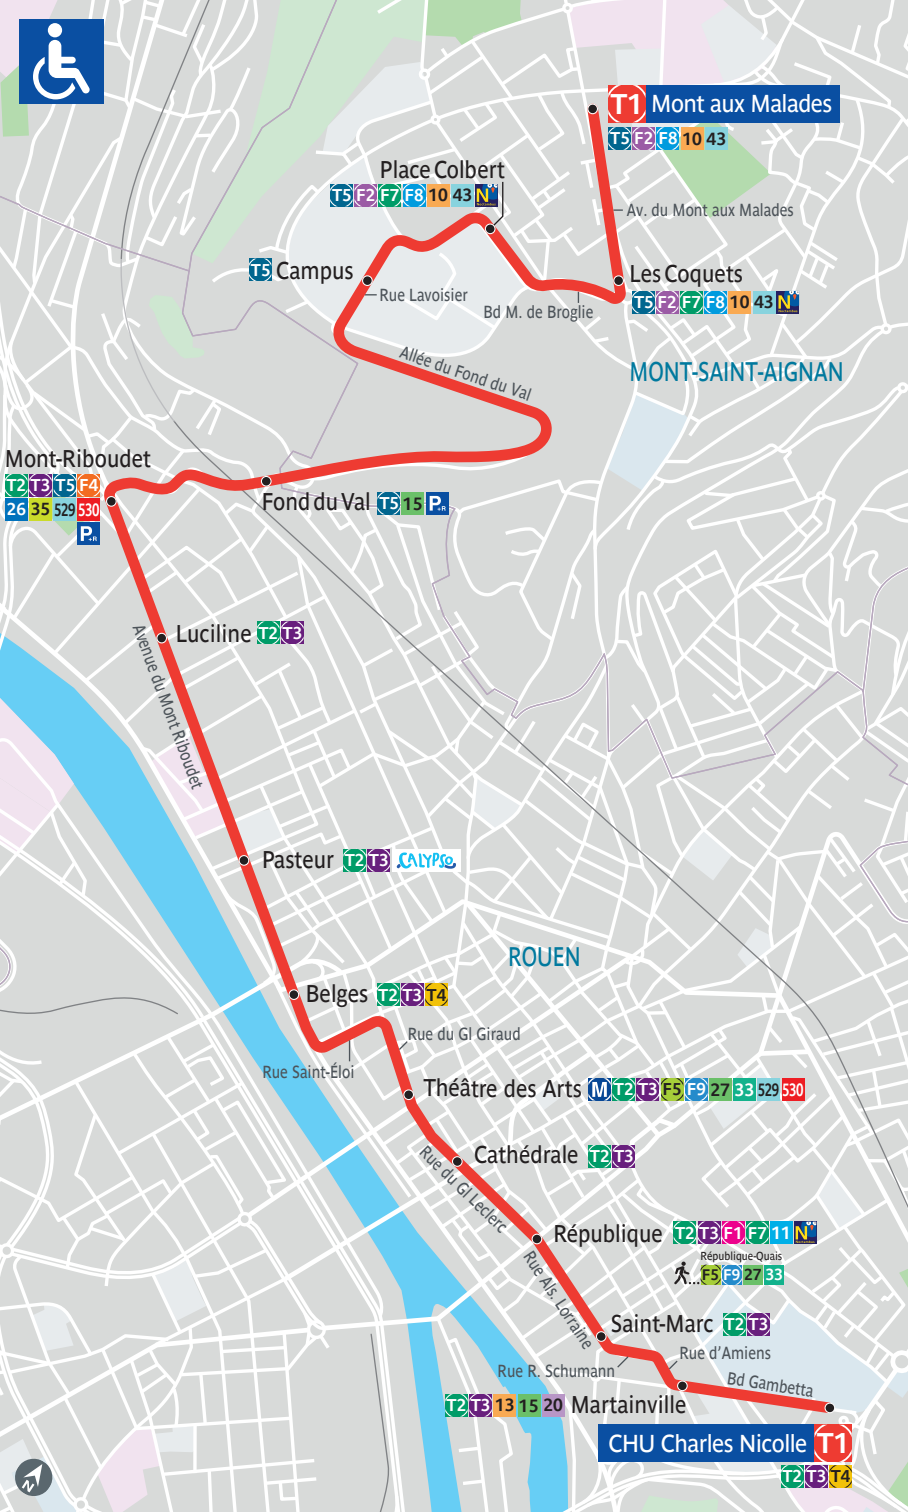 T1 Mont aux Malades
T5 F2 F8 10 43
Place Colbert
T5 F2 F7 F8 10 43 N
Av. du Mont aux Malades
T5 Campus
Les Coquets
Rue Lavoisier
T5 F2 F7 F8 10 43 N
Bd M. de Broglie
Allée du Fond du Val
MONT-SAINT-AIGNAN
Mont-Riboudet
T2 T3 T5 F4
26 35 529 530
P+R
Fond du Val T5 15 P+R
Luciline T2 T3
Avenue du Mont Riboudet
Pasteur T2 T3 CALYPSO
ROUEN
Belges T2 T3 T4
Rue du Gl Giraud
Rue Saint-Éloi
Théâtre des Arts M T2 T3 F5 F9 27 33 529 530
Cathédrale T2 T3
Rue du Gl Leclerc
République T2 T3 F1 F7 11 N
République-Quais
... F5 F9 27 33
Rue Als. Lorraine
Saint-Marc T2 T3
Rue d'Amiens
Rue R. Schumann
Bd Gambetta
T2 T3 13 15 20 Martainville
CHU Charles Nicolle T1
T2 T3 T4
N